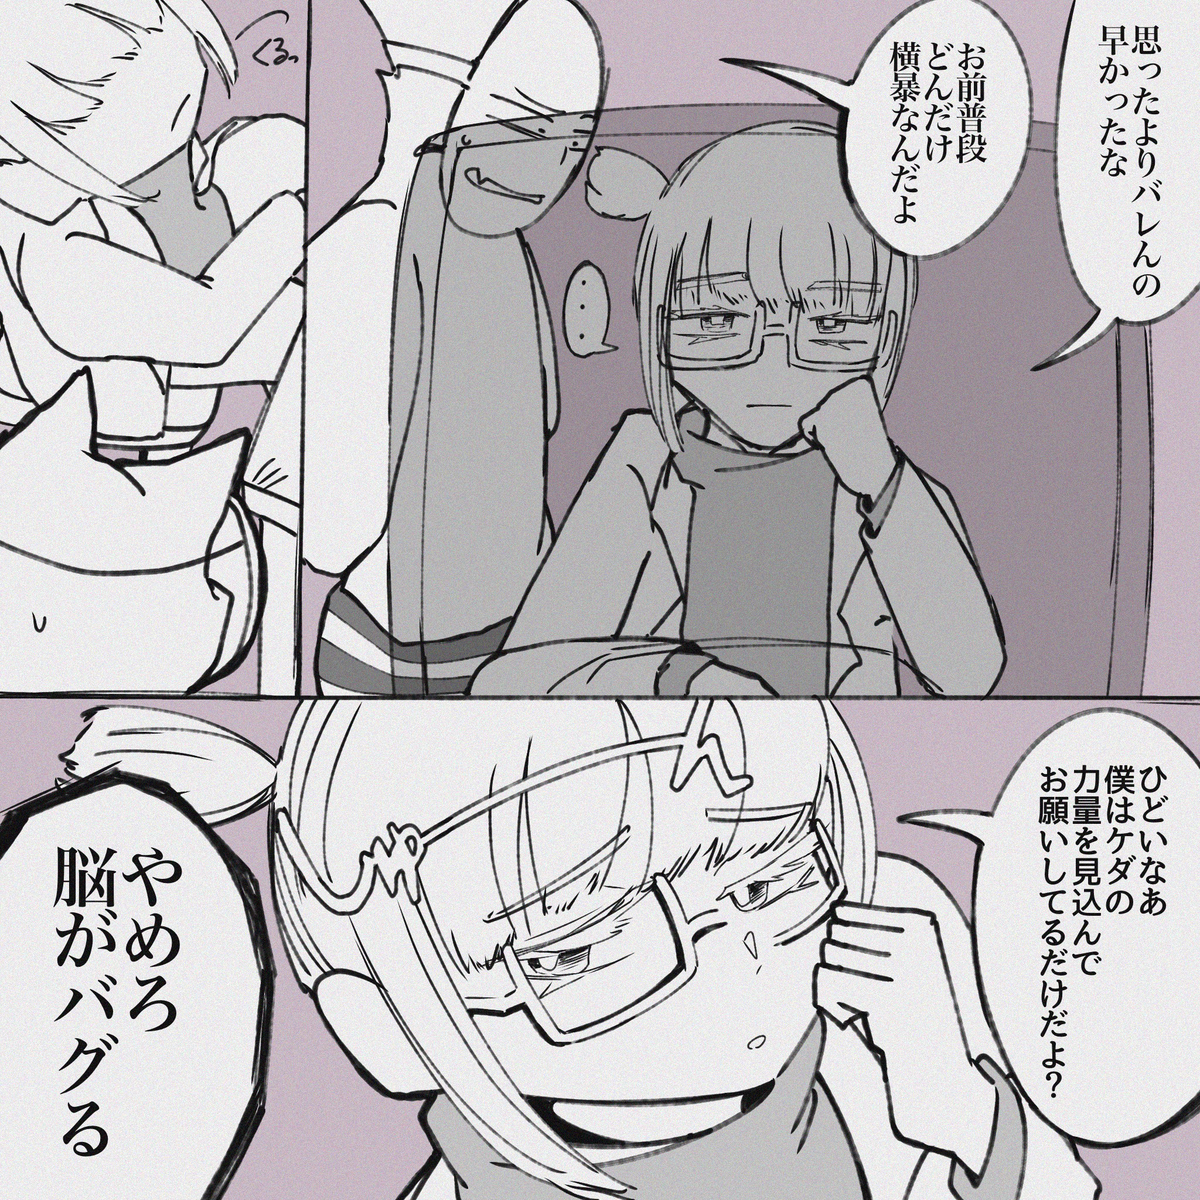 思ったよりバレんの
早かったな
お前普段
どんだけ
横暴なんだよ
…
くるっ
ひどいなあ
僕はケダの
力量を見込んで
お願いしてるだけだよ？
やめろ
脳がバグる